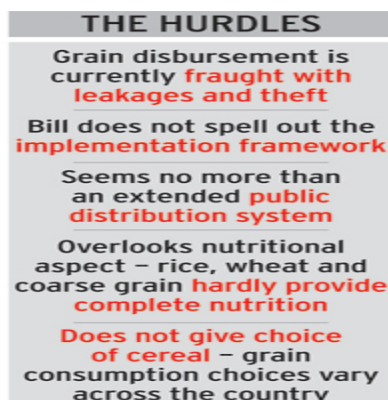 THE HURDLES
Grain disbursement is
currently fraught with
leakages and theft
Bill does not spell out the
implementation framework
Seems no more than
an extended public
distribution system
Overlooks nutritional
aspect – rice, wheat and
coarse grain hardly provide
complete nutrition
Does not give choice
of cereal – grain
consumption choices vary
across the country